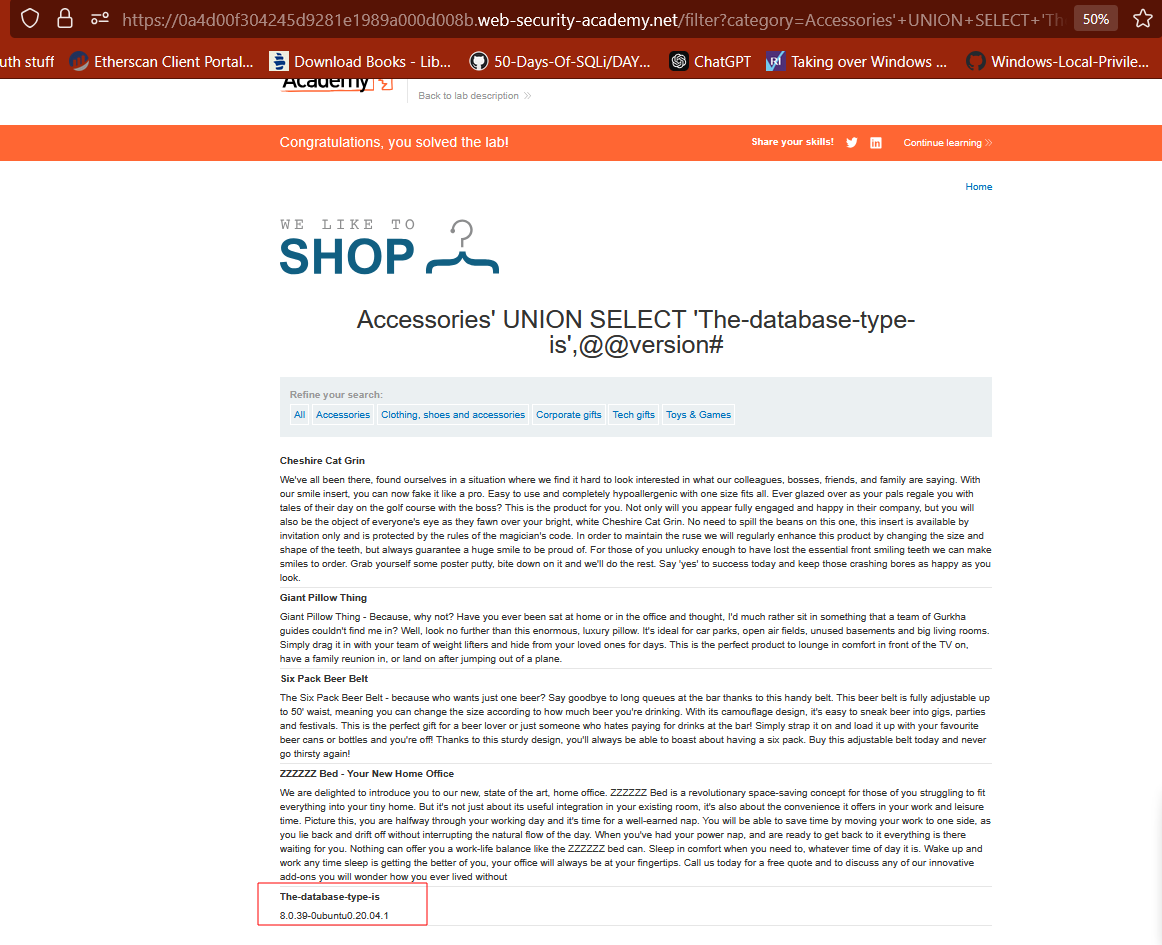 https://0a4d00f304245d9281e1989a000d008b.web-security-academy.net/filter?category=Accessories'+UNION+SELECT+'Th
50%
uth stuff
Etherscan Client Portal...
Download Books - Lib...
50-Days-Of-SQLi/DAY...
ChatGPT
Taking over Windows ...
Windows-Local-Privile...
Academy
Back to lab description
Congratulations, you solved the lab!
Share your skills!
Continue learning
Home
WE LIKE TO
SHOP
Accessories' UNION SELECT 'The-database-type-
is',@@version#
Refine your search:
All
Accessories
Clothing, shoes and accessories
Corporate gifts
Tech gifts
Toys & Games
Cheshire Cat Grin
We've all been there, found ourselves in a situation where we find it hard to look interested in what our colleagues, bosses, friends, and family are saying. With
our smile insert, you can now fake it like a pro. Easy to use and completely hypoallergenic with one size fits all. Ever glazed over as your pals regale you with
tales of their day on the golf course with the boss? This is the product for you. Not only will you appear fully engaged and happy in their company, but you will
also be the object of everyone's eye as they fawn over your bright, white Cheshire Cat Grin. No need to spill the beans on this one, this insert is available by
invitation only and is protected by the rules of the magician's code. In order to maintain the ruse we will regularly enhance this product by changing the size and
shape of the teeth, but always guarantee a huge smile to be proud of. For those of you unlucky enough to have lost the essential front smiling teeth we can make
smiles to order. Grab yourself some poster putty, bite down on it and we'll do the rest. Say 'yes' to success today and keep those crashing bores as happy as you
look.
Giant Pillow Thing
Giant Pillow Thing - Because, why not? Have you ever been sat at home or in the office and thought, I'd much rather sit in something that a team of Gurkha
guides couldn't find me in? Well, look no further than this enormous, luxury pillow. It's ideal for car parks, open air fields, unused basements and big living rooms.
Simply drag it in with your team of weight lifters and hide from your loved ones for days. This is the perfect product to lounge in comfort in front of the TV on,
have a family reunion in, or land on after jumping out of a plane.
Six Pack Beer Belt
The Six Pack Beer Belt - because who wants just one beer? Say goodbye to long queues at the bar thanks to this handy belt. This beer belt is fully adjustable up
to 50' waist, meaning you can change the size according to how much beer you're drinking. With its camouflage design, it's easy to sneak beer into gigs, parties
and festivals. This is the perfect gift for a beer lover or just someone who hates paying for drinks at the bar! Simply strap it on and load it up with your favourite
beer cans or bottles and you're off! Thanks to this sturdy design, you'll always be able to boast about having a six pack. Buy this adjustable belt today and never
go thirsty again!
ZZZZZZ Bed - Your New Home Office
We are delighted to introduce you to our new, state of the art, home office. ZZZZZZ Bed is a revolutionary space-saving concept for those of you struggling to fit
everything into your tiny home. But it's not just about its useful integration in your existing room, it's also about the convenience it offers in your work and leisure
time. Picture this, you are halfway through your working day and it's time for a well-earned nap. You will be able to save time by moving your work to one side, as
you lie back and drift off without interrupting the natural flow of the day. When you've had your power nap, and are ready to get back to it everything is there
waiting for you. Nothing can offer you a work-life balance like the ZZZZZZ bed can. Sleep in comfort when you need to, whatever time of day it is. Wake up and
work any time sleep is getting the better of you, your office will always be at your fingertips. Call us today for a free quote and to discuss any of our innovative
add-ons you will wonder how you ever lived without
The-database-type-is
8.0.39-0ubuntu0.20.04.1